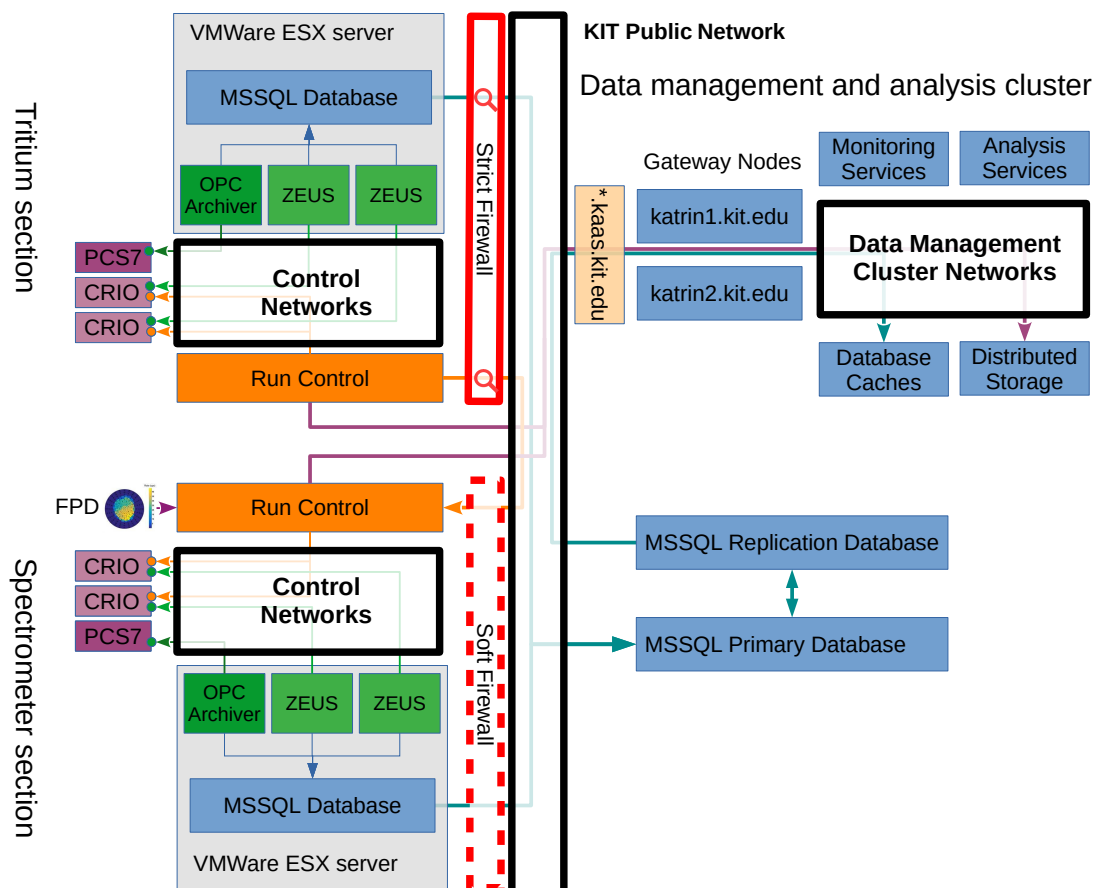 VMWare ESX server
MSSQL Database
OPC
Archiver
ZEUS
ZEUS
Tritium section
PCS7
CRIO
CRIO
Control
Networks
Run Control
Strict Firewall
KIT Public Network
Data management and analysis cluster
Gateway Nodes
Monitoring
Services
Analysis
Services
*.kaas.kit.edu
katrin1.kit.edu
katrin2.kit.edu
Data Management
Cluster Networks
Database
Caches
Distributed
Storage
FPD
Run Control
Spectrometer section
CRIO
CRIO
PCS7
Control
Networks
Soft Firewall
OPC
Archiver
ZEUS
ZEUS
MSSQL Database
VMWare ESX server
MSSQL Replication Database
MSSQL Primary Database